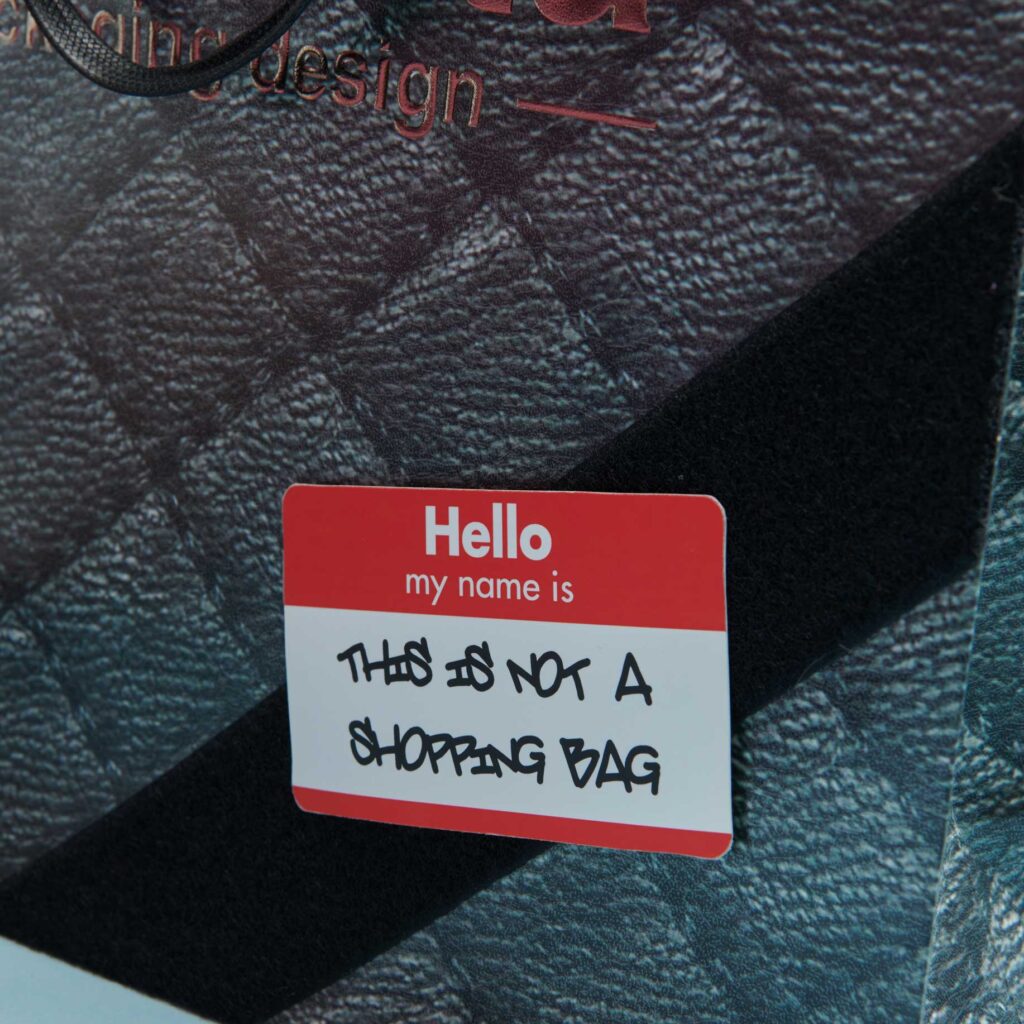 design
Hello
my name is
THIS IS NOT A
SHOPPING BAG